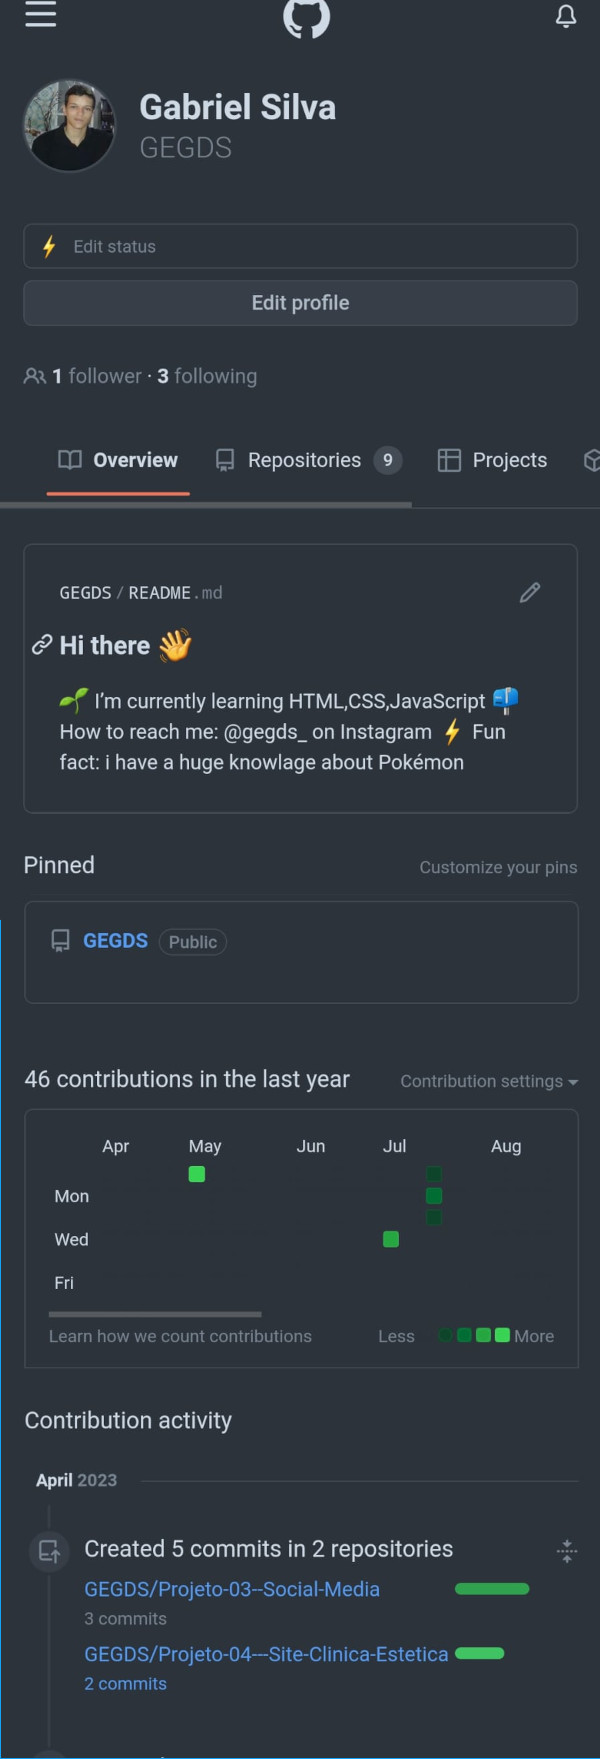 Gabriel Silva
GEGDS
⚡ Edit status
Edit profile
1 follower · 3 following
Overview Repositories 9 Projects
GEGDS/README.md
Hi there 👋
🌱 I'm currently learning HTML,CSS,JavaScript 📫
How to reach me: @gegds_ on Instagram ⚡ Fun
fact: i have a huge knowlage about Pokémon
Pinned Customize your pins
GEGDS Public
46 contributions in the last year Contribution settings
Apr May Jun Jul Aug
Mon
Wed
Fri
Learn how we count contributions Less More
Contribution activity
April 2023
Created 5 commits in 2 repositories
GEGDS/Projeto-03--Social-Media
3 commits
GEGDS/Projeto-04---Site-Clinica-Estetica
2 commits